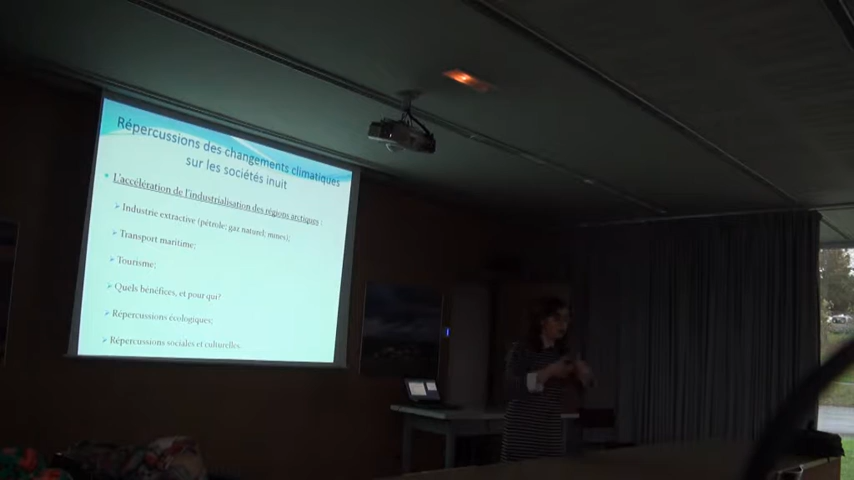 Répercussions des changements climatiques
sur les sociétés inuit
L'accélération de l'industrialisation des régions arctiques :
Industrie extractive (pétrole; gaz naturel; mines);
Transport maritime;
Tourisme;
Quels bénéfices, et pour qui?
Répercussions écologiques;
Répercussions sociales et culturelles.